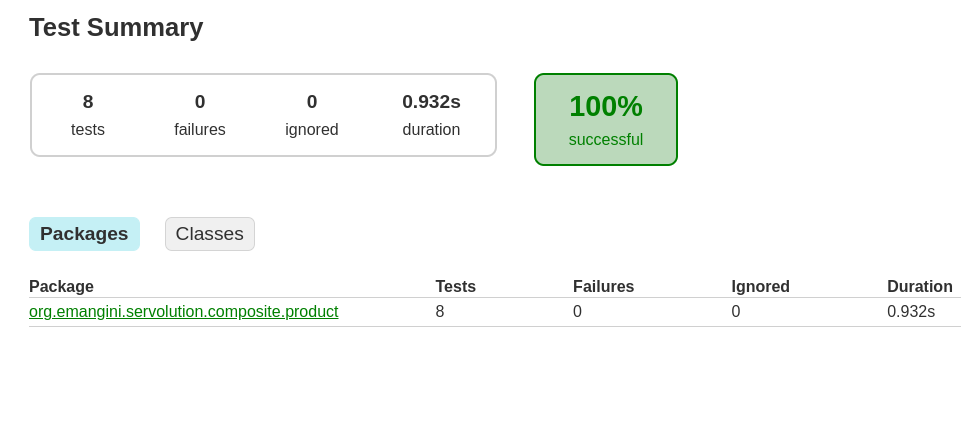 Test Summary
8 0 0 0.932s
tests failures ignored duration
100%
successful
Packages Classes
Package Tests Failures Ignored Duration
org.emangini.servolution.composite.product 8 0 0 0.932s